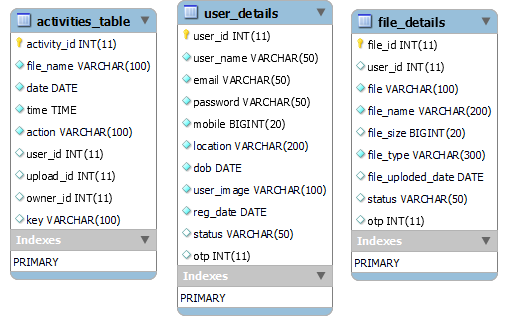 activities_table
activity_id INT(11)
file_name VARCHAR(100)
date DATE
time TIME
action VARCHAR(100)
user_id INT(11)
upload_id INT(11)
owner_id INT(11)
key VARCHAR(100)
Indexes
PRIMARY
user_details
user_id INT(11)
user_name VARCHAR(50)
email VARCHAR(50)
password VARCHAR(50)
mobile BIGINT(20)
location VARCHAR(200)
dob DATE
user_image VARCHAR(100)
reg_date DATE
status VARCHAR(50)
otp INT(11)
Indexes
PRIMARY
file_details
file_id INT(11)
user_id INT(11)
file VARCHAR(100)
file_name VARCHAR(200)
file_size BIGINT(20)
file_type VARCHAR(300)
file_uploded_date DATE
status VARCHAR(50)
otp INT(11)
Indexes
PRIMARY